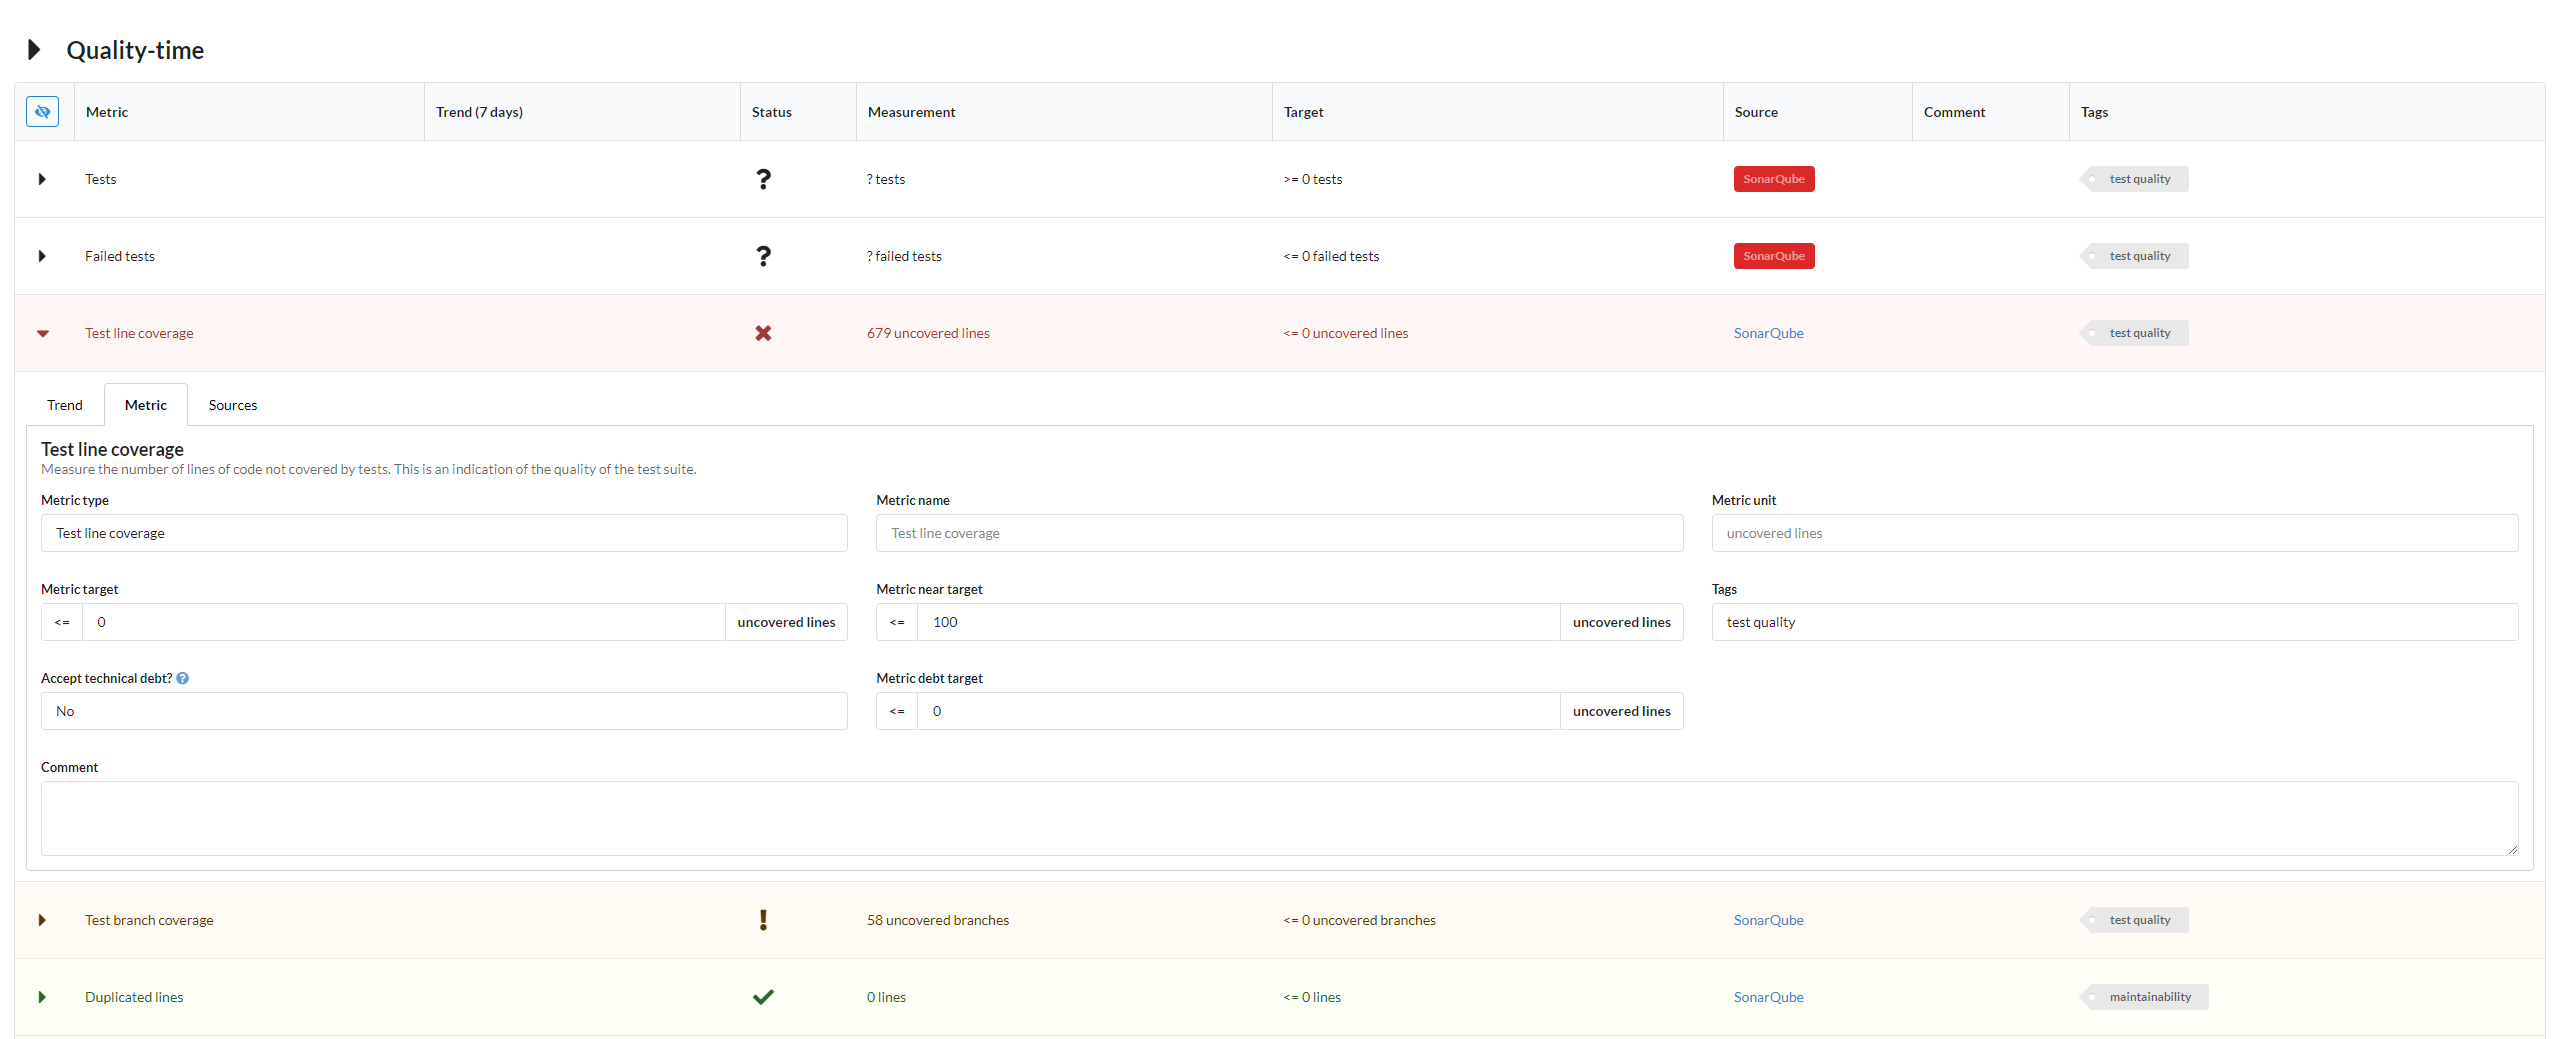 Quality-time
Metric Trend (7 days) Status Measurement Target Source Comment Tags
Tests ? tests >= 0 tests SonarQube test quality
Failed tests ? failed tests <= 0 failed tests SonarQube test quality
Test line coverage 679 uncovered lines <= 0 uncovered lines SonarQube test quality
Trend Metric Sources
Test line coverage
Measure the number of lines of code not covered by tests. This is an indication of the quality of the test suite.
Metric type Metric name Metric unit
Test line coverage Test line coverage uncovered lines
Metric target Metric near target Tags
<= 0 uncovered lines <= 100 uncovered lines test quality
Accept technical debt? Metric debt target
No <= 0 uncovered lines
Comment
Test branch coverage 58 uncovered branches <= 0 uncovered branches SonarQube test quality
Duplicated lines 0 lines <= 0 lines SonarQube maintainability